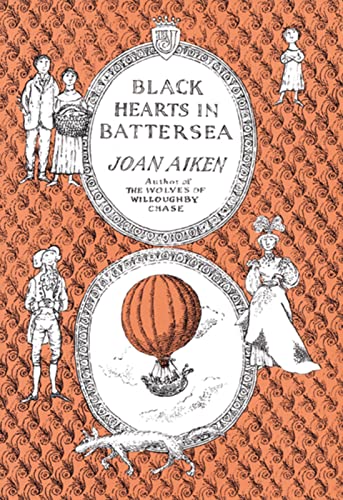 BLACK
HEARTS IN
BATTERSEA
JOAN AIKEN
Author of
THE WOLVES OF
WILLOUGHBY
CHASE